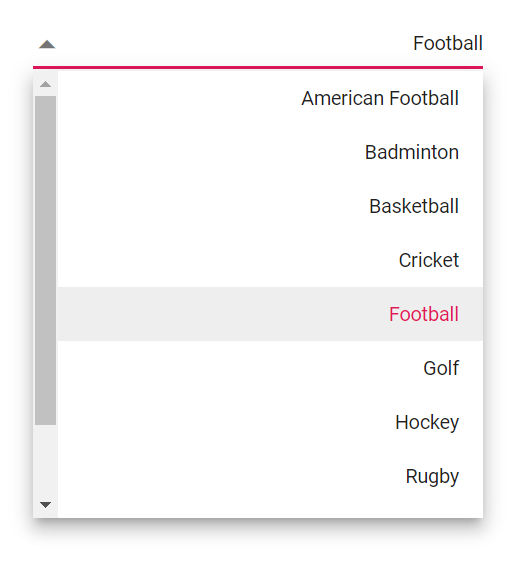 Football
American Football
Badminton
Basketball
Cricket
Football
Golf
Hockey
Rugby